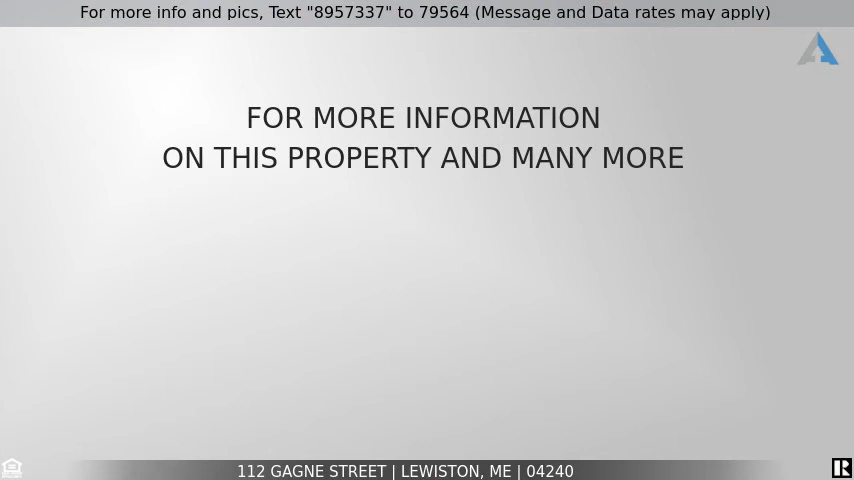 For more info and pics, Text "8957337" to 79564 (Message and Data rates may apply)
FOR MORE INFORMATION
ON THIS PROPERTY AND MANY MORE
112 GAGNE STREET | LEWISTON, ME | 04240